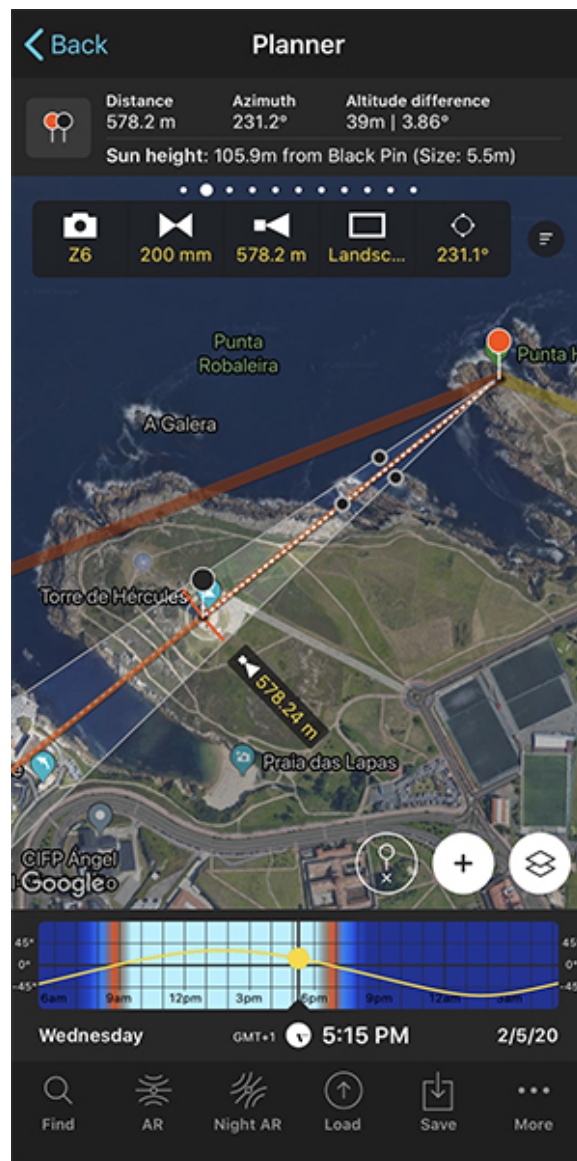 Back
Planner
Distance Azimuth Altitude difference
578.2 m 231.2° 39m | 3.86°
Sun height: 105.9m from Black Pin (Size: 5.5m)
Z6 200 mm 578.2 m Landsc... 231.1°
Punta
Robaleira
Punta H
A Galera
Torre de Hércules
578.24 m
Praia das Lapas
CIFP Ángel
Google
45° 45
0° 0°
-45° -45°
6am 9am 12pm 3pm 6pm 9pm 12am 3am
Wednesday GMT+1 5:15 PM 2/5/20
Find AR Night AR Load Save More